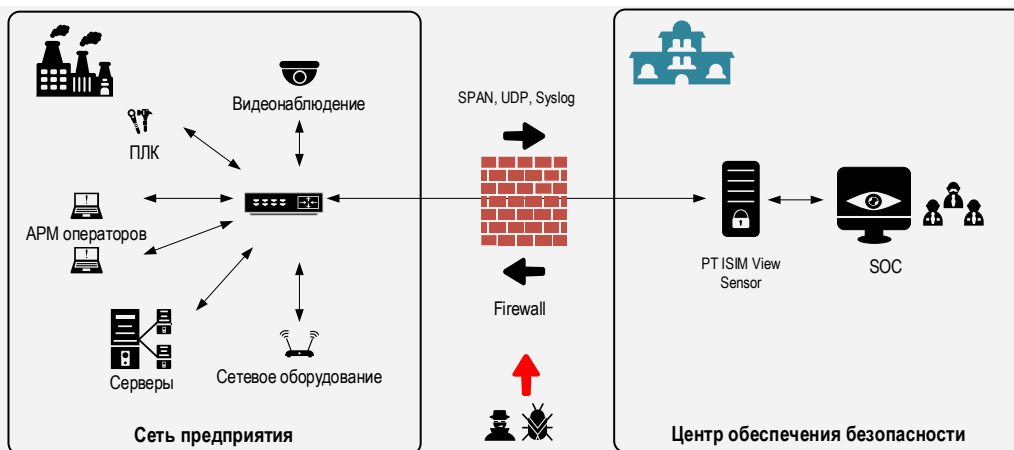 Видеонаблюдение
ПЛК
АРМ операторов
Серверы
Сетевое оборудование
Сеть предприятия
SPAN, UDP, Syslog
Firewall
PT ISIM View
Sensor
SOC
Центр обеспечения безопасности